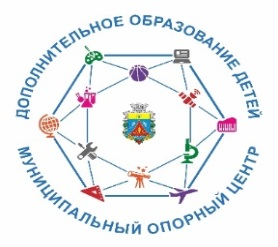 ДОПОЛНИТЕЛЬНОЕ ОБРАЗОВАНИЕ ДЕТЕЙ
МУНИЦИПАЛЬНЫЙ ОПОРНЫЙ ЦЕНТР